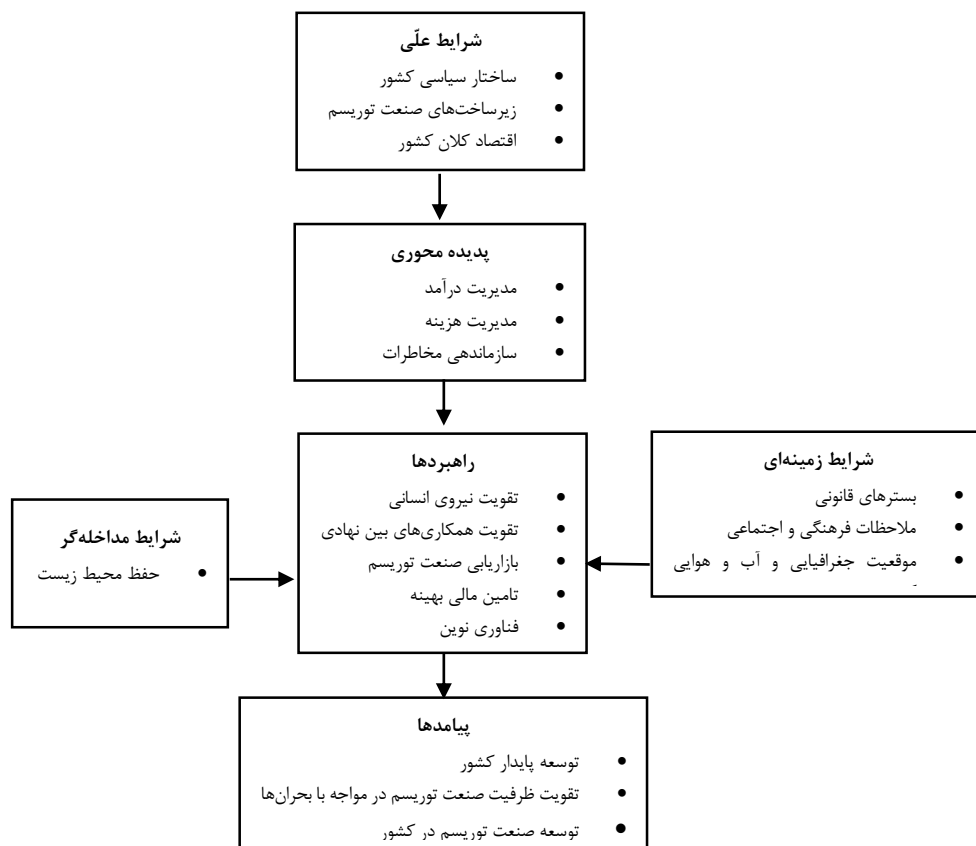 شرایط علّی
• ساختار سیاسی کشور
• زیرساخت‌های صنعت توریسم
• اقتصاد کلان کشور
پدیده محوری
• مدیریت درآمد
• مدیریت هزینه
• سازماندهی مخاطرات
راهبردها
• تقویت نیروی انسانی
• تقویت همکاری‌های بین نهادی
• بازاریابی صنعت توریسم
• تامین مالی بهینه
• فناوری نوین
شرایط زمینه‌ای
• بسترهای قانونی
• ملاحظات فرهنگی و اجتماعی
• موقعیت جغرافیایی و آب و هوایی
شرایط مداخله‌گر
• حفظ محیط زیست
پیامدها
• توسعه پایدار کشور
• تقویت ظرفیت صنعت توریسم در مواجه با بحران‌ها
• توسعه صنعت توریسم در کشور